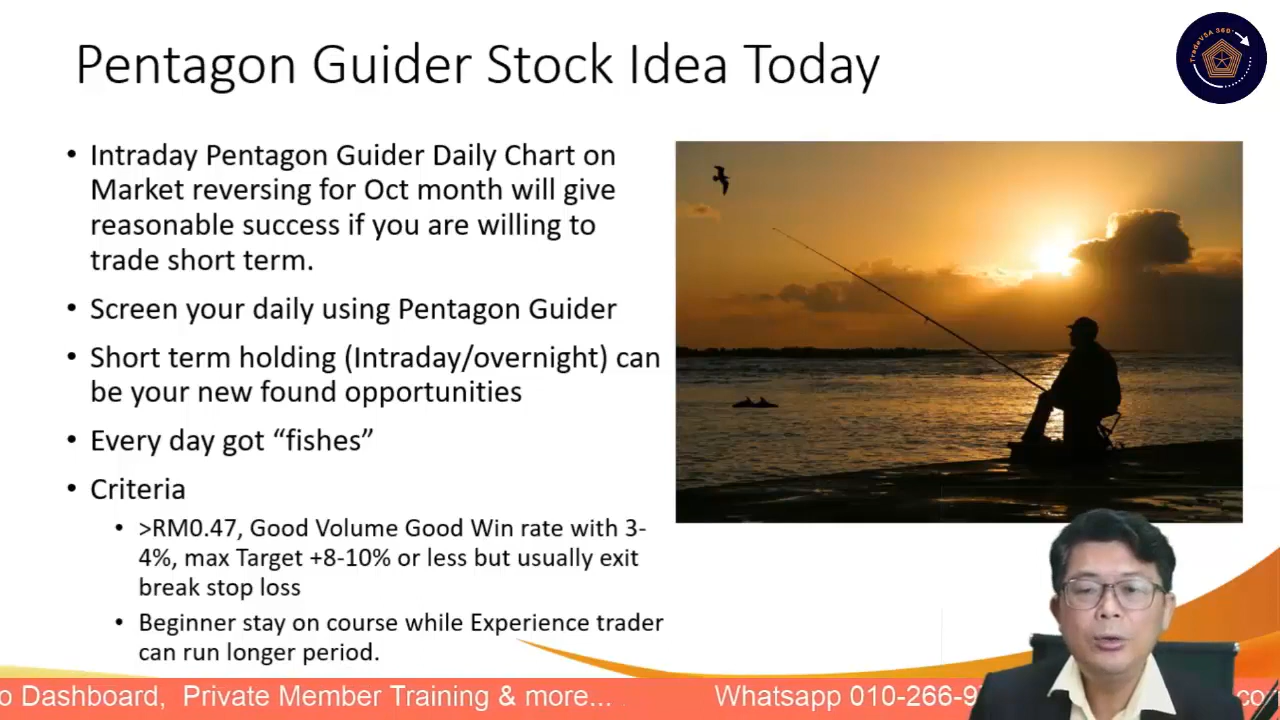 Pentagon Guider Stock Idea Today
TradeVSA 360°
• Intraday Pentagon Guider Daily Chart on
Market reversing for Oct month will give
reasonable success if you are willing to
trade short term.
• Screen your daily using Pentagon Guider
• Short term holding (Intraday/overnight) can
be your new found opportunities
• Every day got “fishes”
• Criteria
• >RM0.47, Good Volume Good Win rate with 3-
4%, max Target +8-10% or less but usually exit
break stop loss
• Beginner stay on course while Experience trader
can run longer period.
o Dashboard, Private Member Training & more... Whatsapp 010-266-9